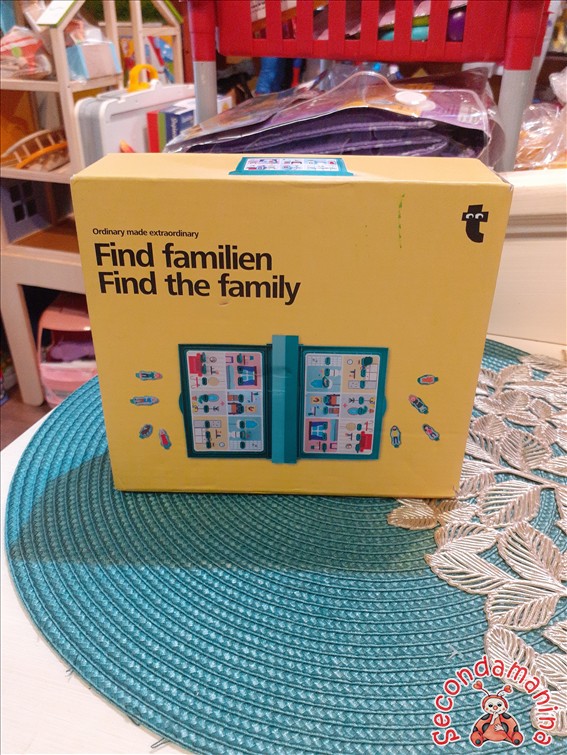 Ordinary made extraordinary
Find familien
Find the family
t
Secondamanina